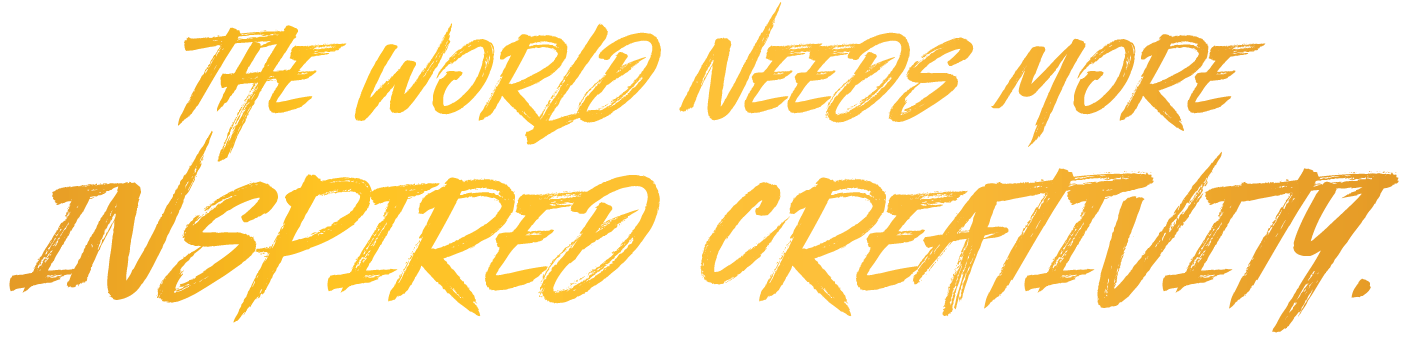 THE WORLD NEEDS MORE
INSPIRED CREATIVITY.